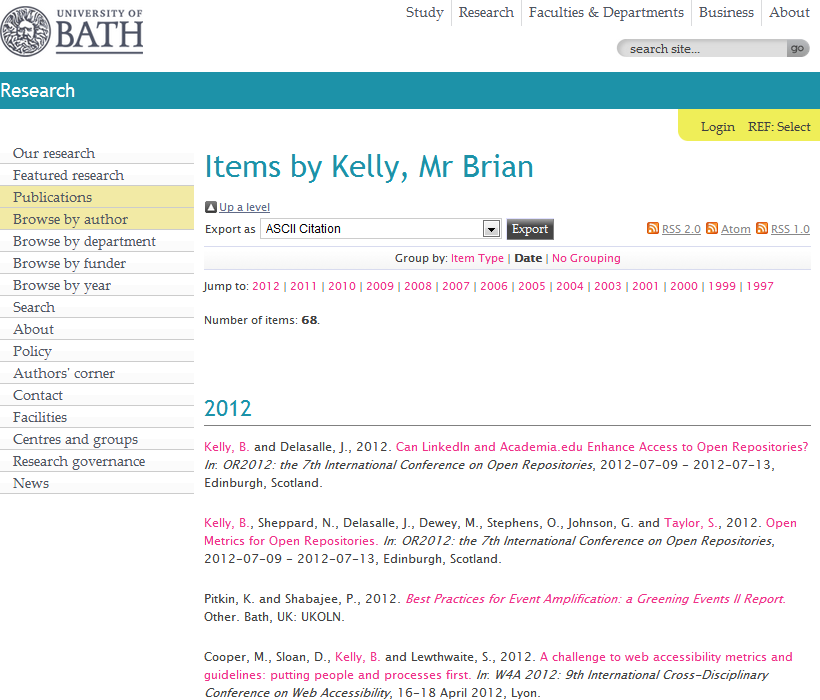 UNIVERSITY OF
BATH
Study Research Faculties & Departments Business About
search site... go
Research
Login REF: Select
Our research
Featured research
Publications
Browse by author
Browse by department
Browse by funder
Browse by year
Search
About
Policy
Authors' corner
Contact
Facilities
Centres and groups
Research governance
News
Items by Kelly, Mr Brian
Up a level
Export as ASCII Citation Export
RSS 2.0 Atom RSS 1.0
Group by: Item Type | Date | No Grouping
Jump to: 2012 | 2011 | 2010 | 2009 | 2008 | 2007 | 2006 | 2005 | 2004 | 2003 | 2001 | 2000 | 1999 | 1997
Number of items: 68.
2012
Kelly, B. and Delasalle, J., 2012. Can LinkedIn and Academia.edu Enhance Access to Open Repositories?
In: OR2012: the 7th International Conference on Open Repositories, 2012-07-09 - 2012-07-13,
Edinburgh, Scotland.
Kelly, B., Sheppard, N., Delasalle, J., Dewey, M., Stephens, O., Johnson, G. and Taylor, S., 2012. Open
Metrics for Open Repositories. In: OR2012: the 7th International Conference on Open Repositories,
2012-07-09 - 2012-07-13, Edinburgh, Scotland.
Pitkin, K. and Shabajee, P., 2012. Best Practices for Event Amplification: a Greening Events II Report.
Other. Bath, UK: UKOLN.
Cooper, M., Sloan, D., Kelly, B. and Lewthwaite, S., 2012. A challenge to web accessibility metrics and
guidelines: putting people and processes first. In: W4A 2012: 9th International Cross-Disciplinary
Conference on Web Accessibility, 16-18 April 2012, Lyon.